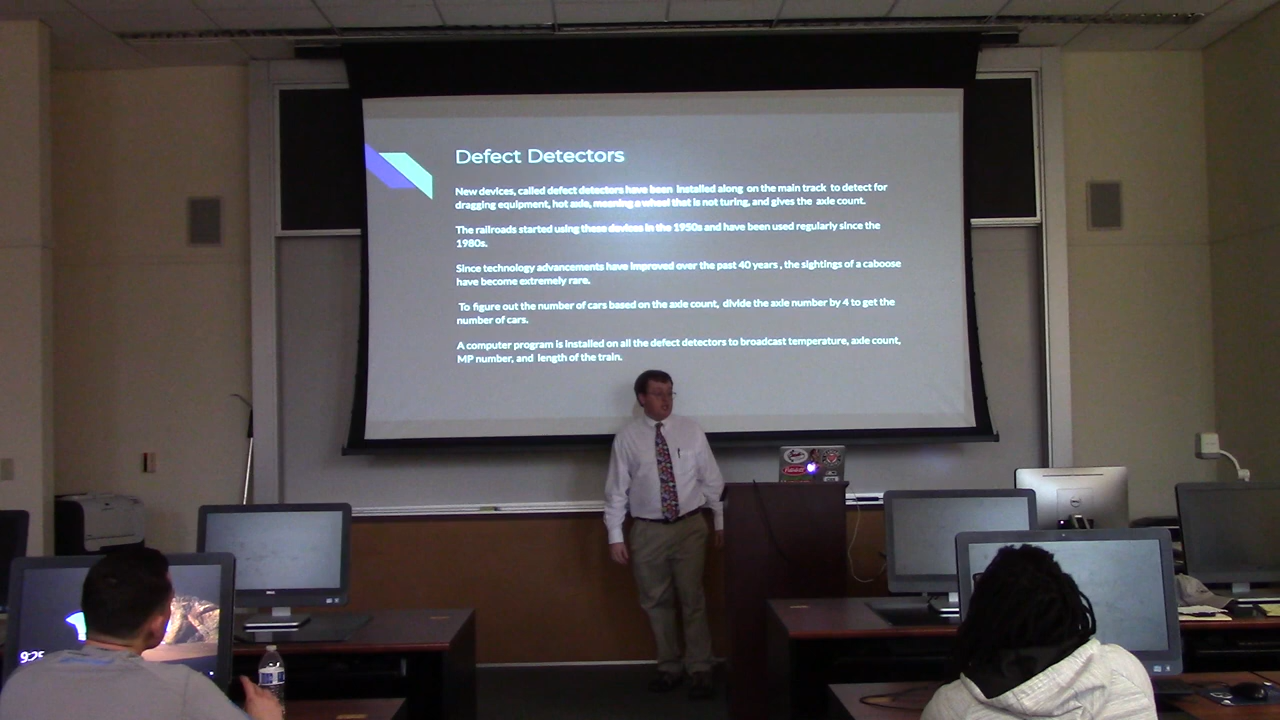 Defect Detectors
New devices, called defect detectors have been installed along on the main track to detect for
dragging equipment, hot axle, meaning a wheel that is not turing, and gives the axle count.
The railroads started using these devices in the 1950s and have been used regularly since the
1980s.
Since technology advancements have improved over the past 40 years , the sightings of a caboose
have become extremely rare.
To figure out the number of cars based on the axle count, divide the axle number by 4 to get the
number of cars.
A computer program is installed on all the defect detectors to broadcast temperature, axle count,
MP number, and length of the train.
9:25